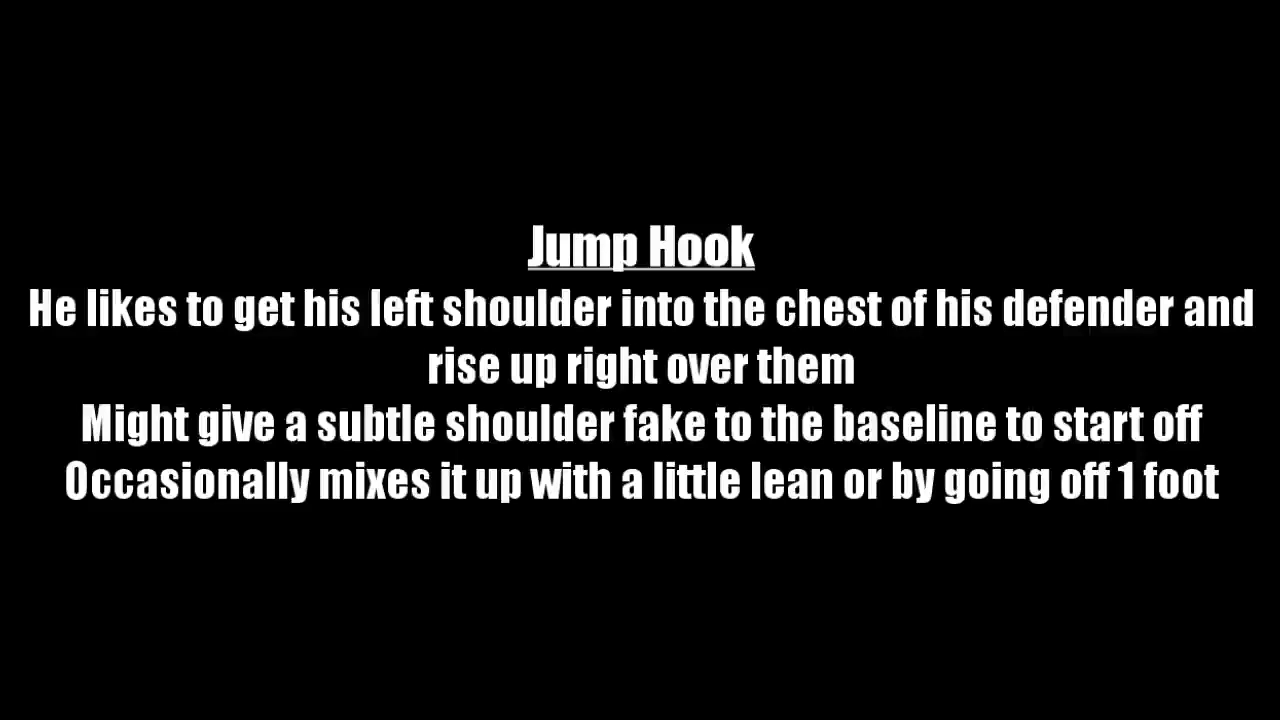 Jump Hook
He likes to get his left shoulder into the chest of his defender and
rise up right over them
Might give a subtle shoulder fake to the baseline to start off
Occasionally mixes it up with a little lean or by going off 1 foot